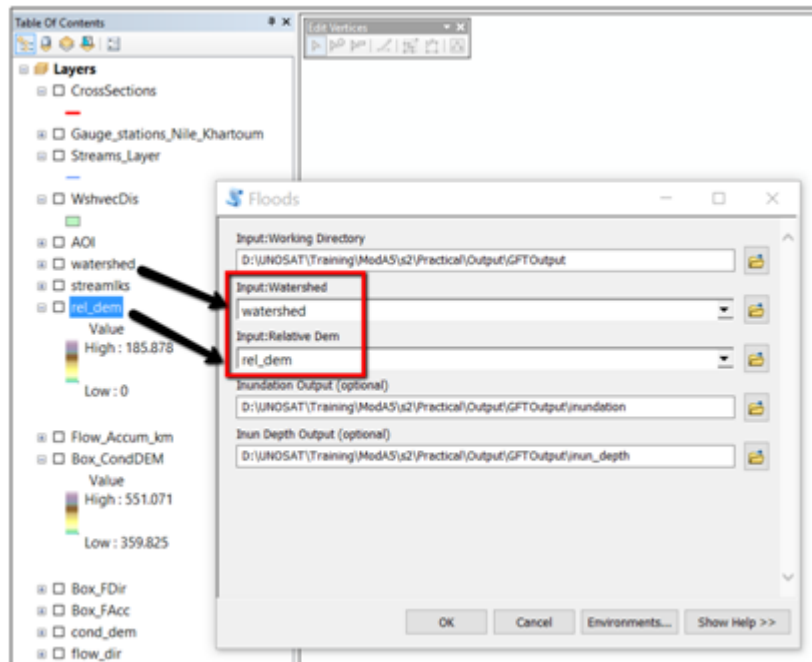 Table Of Contents
Layers
CrossSections
Gauge_stations_Nile_Khartoum
Streams_Layer
WshvecDis
AOI
watershed
streamlks
rel_dem
Value
High : 185.878
Low : 0
Flow_Accum_km
Box_CondDEM
Value
High : 551.071
Low : 359.825
Box_FDir
Box_FAcc
cond_dem
flow_dir
Edit Vertices
Floods
Input:Working Directory
D:\UNOSAT\Training\ModA5\s2\Practical\Output\GFTOutput
Input:Watershed
watershed
Input:Relative Dem
rel_dem
Inundation Output (optional)
D:\UNOSAT\Training\ModA5\s2\Practical\Output\GFTOutput\inundation
Inun Depth Output (optional)
D:\UNOSAT\Training\ModA5\s2\Practical\Output\GFTOutput\inun_depth
OK Cancel Environments... Show Help >>